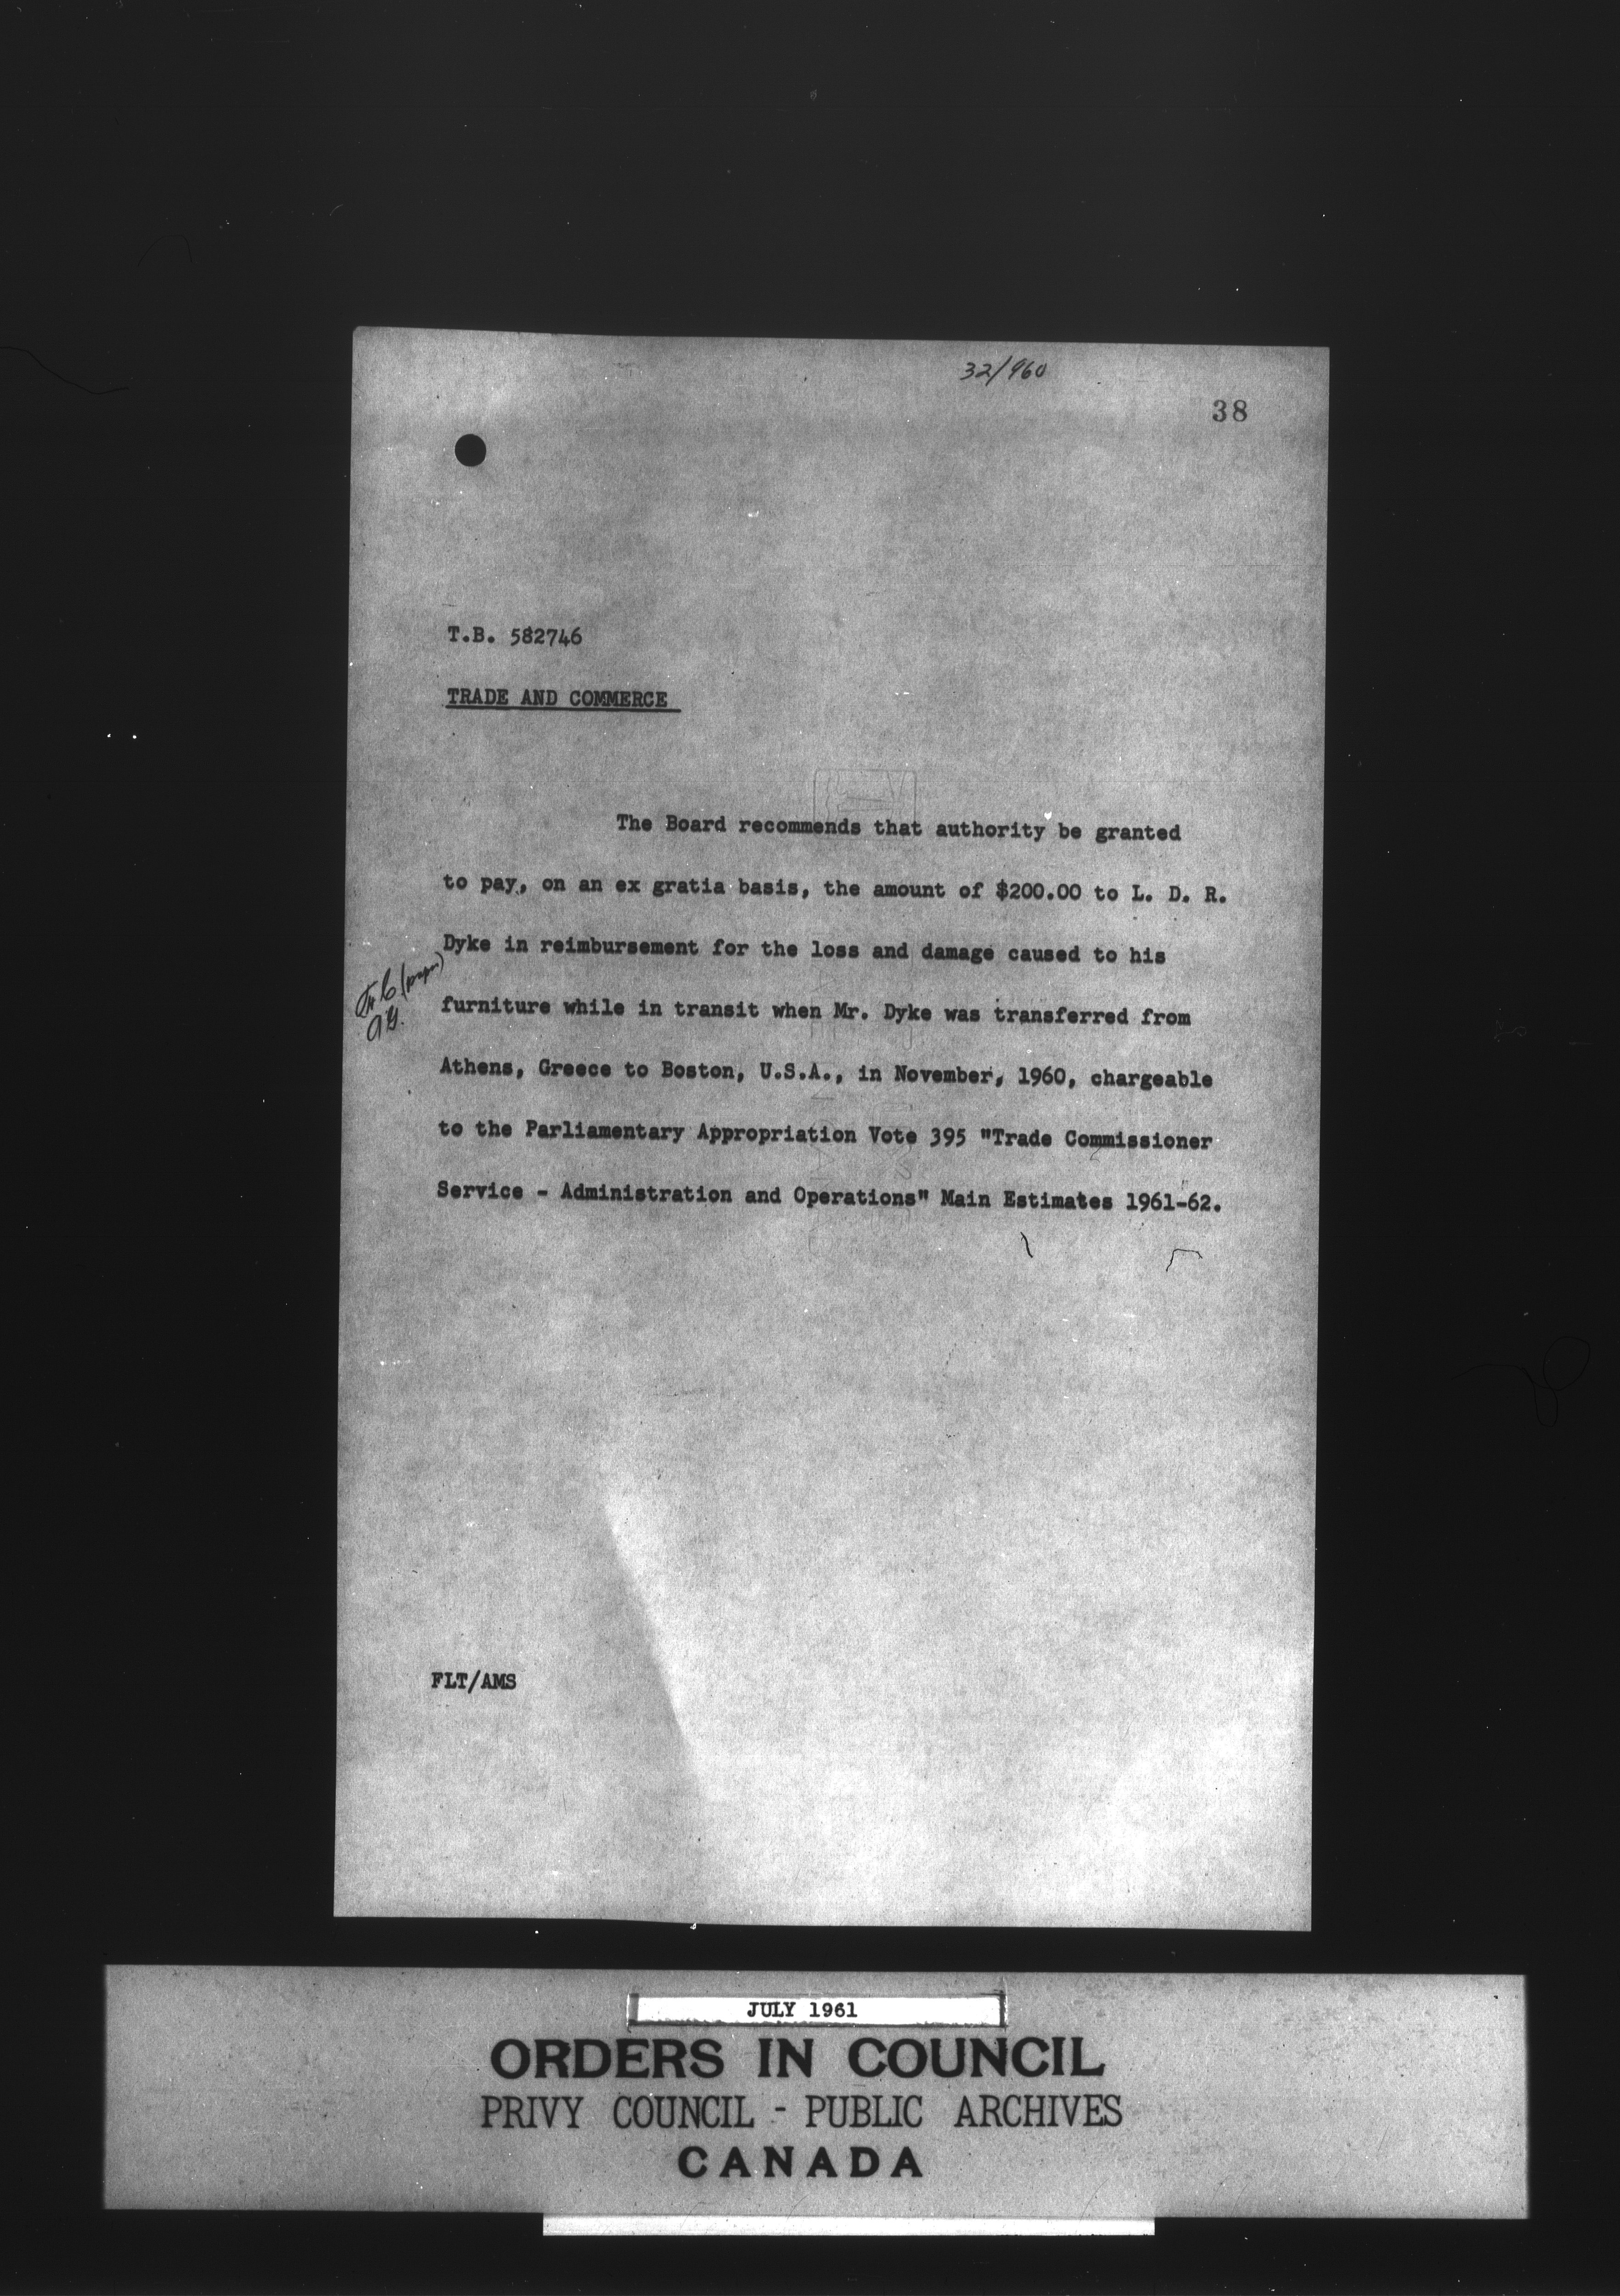 32/960
38
T.B. 582746
TRADE AND COMMERCE
The Board recommends that authority be granted
to pay, on an ex gratia basis, the amount of $200.00 to L. D. R.
Dyke in reimbursement for the loss and damage caused to his
furniture while in transit when Mr. Dyke was transferred from
Athens, Greece to Boston, U.S.A., in November, 1960, chargeable
to the Parliamentary Appropriation Vote 395 "Trade Commissioner
Service - Administration and Operations" Main Estimates 1961-62.
FLT/AMS
JULY 1961
ORDERS IN COUNCIL
PRIVY COUNCIL - PUBLIC ARCHIVES
CANADA